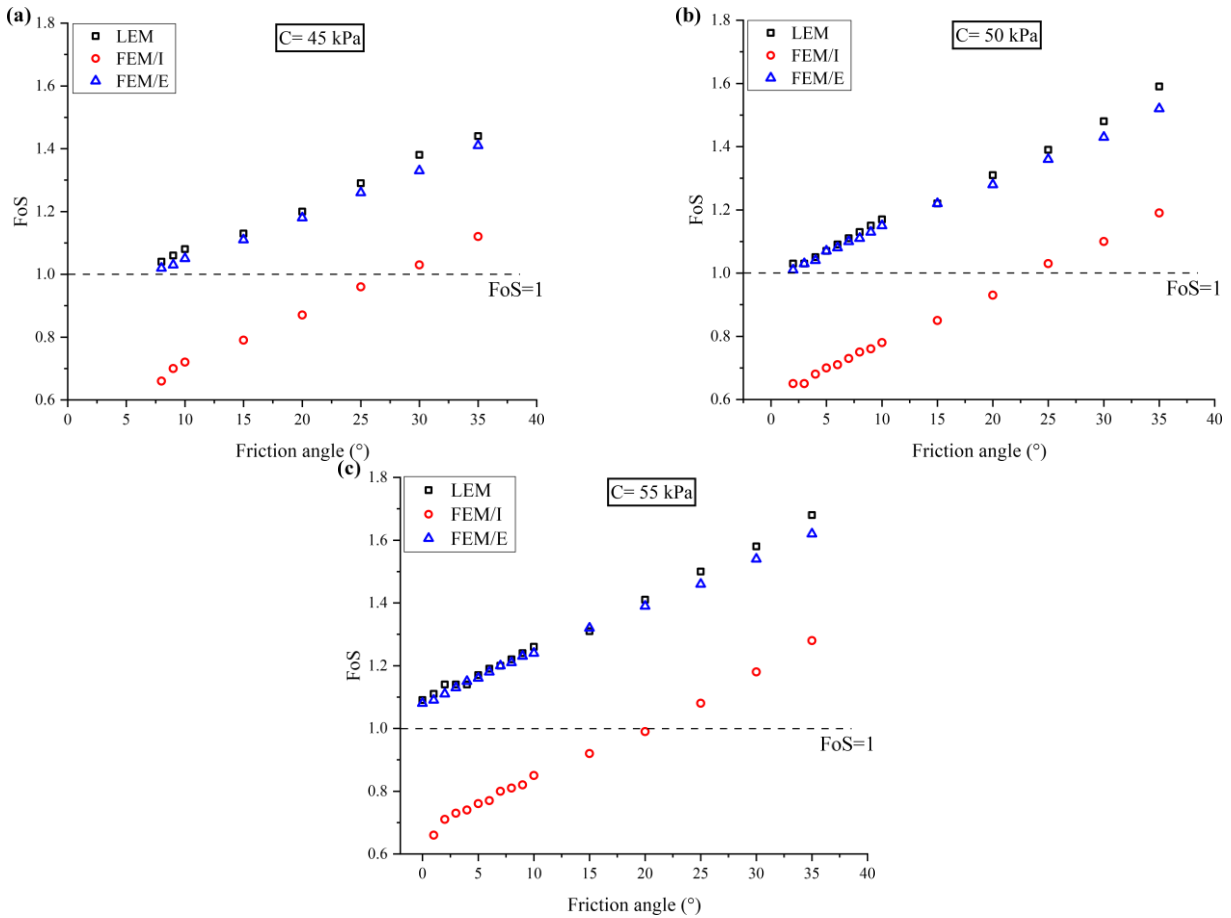 (a)
1.8
LEM
FEM/I
FEM/E
C= 45 kPa
1.6
1.4
FoS
1.2
1.0
FoS=1
0.8
0.6
0 5 10 15 20 25 30 35 40
Friction angle (°)
(b)
1.8
LEM
FEM/I
FEM/E
C= 50 kPa
1.6
1.4
FoS
1.2
1.0
FoS=1
0.8
0.6
0 5 10 15 20 25 30 35 40
Friction angle (°)
(c)
1.8
LEM
FEM/I
FEM/E
C= 55 kPa
1.6
1.4
FoS
1.2
1.0
FoS=1
0.8
0.6
0 5 10 15 20 25 30 35 40
Friction angle (°)